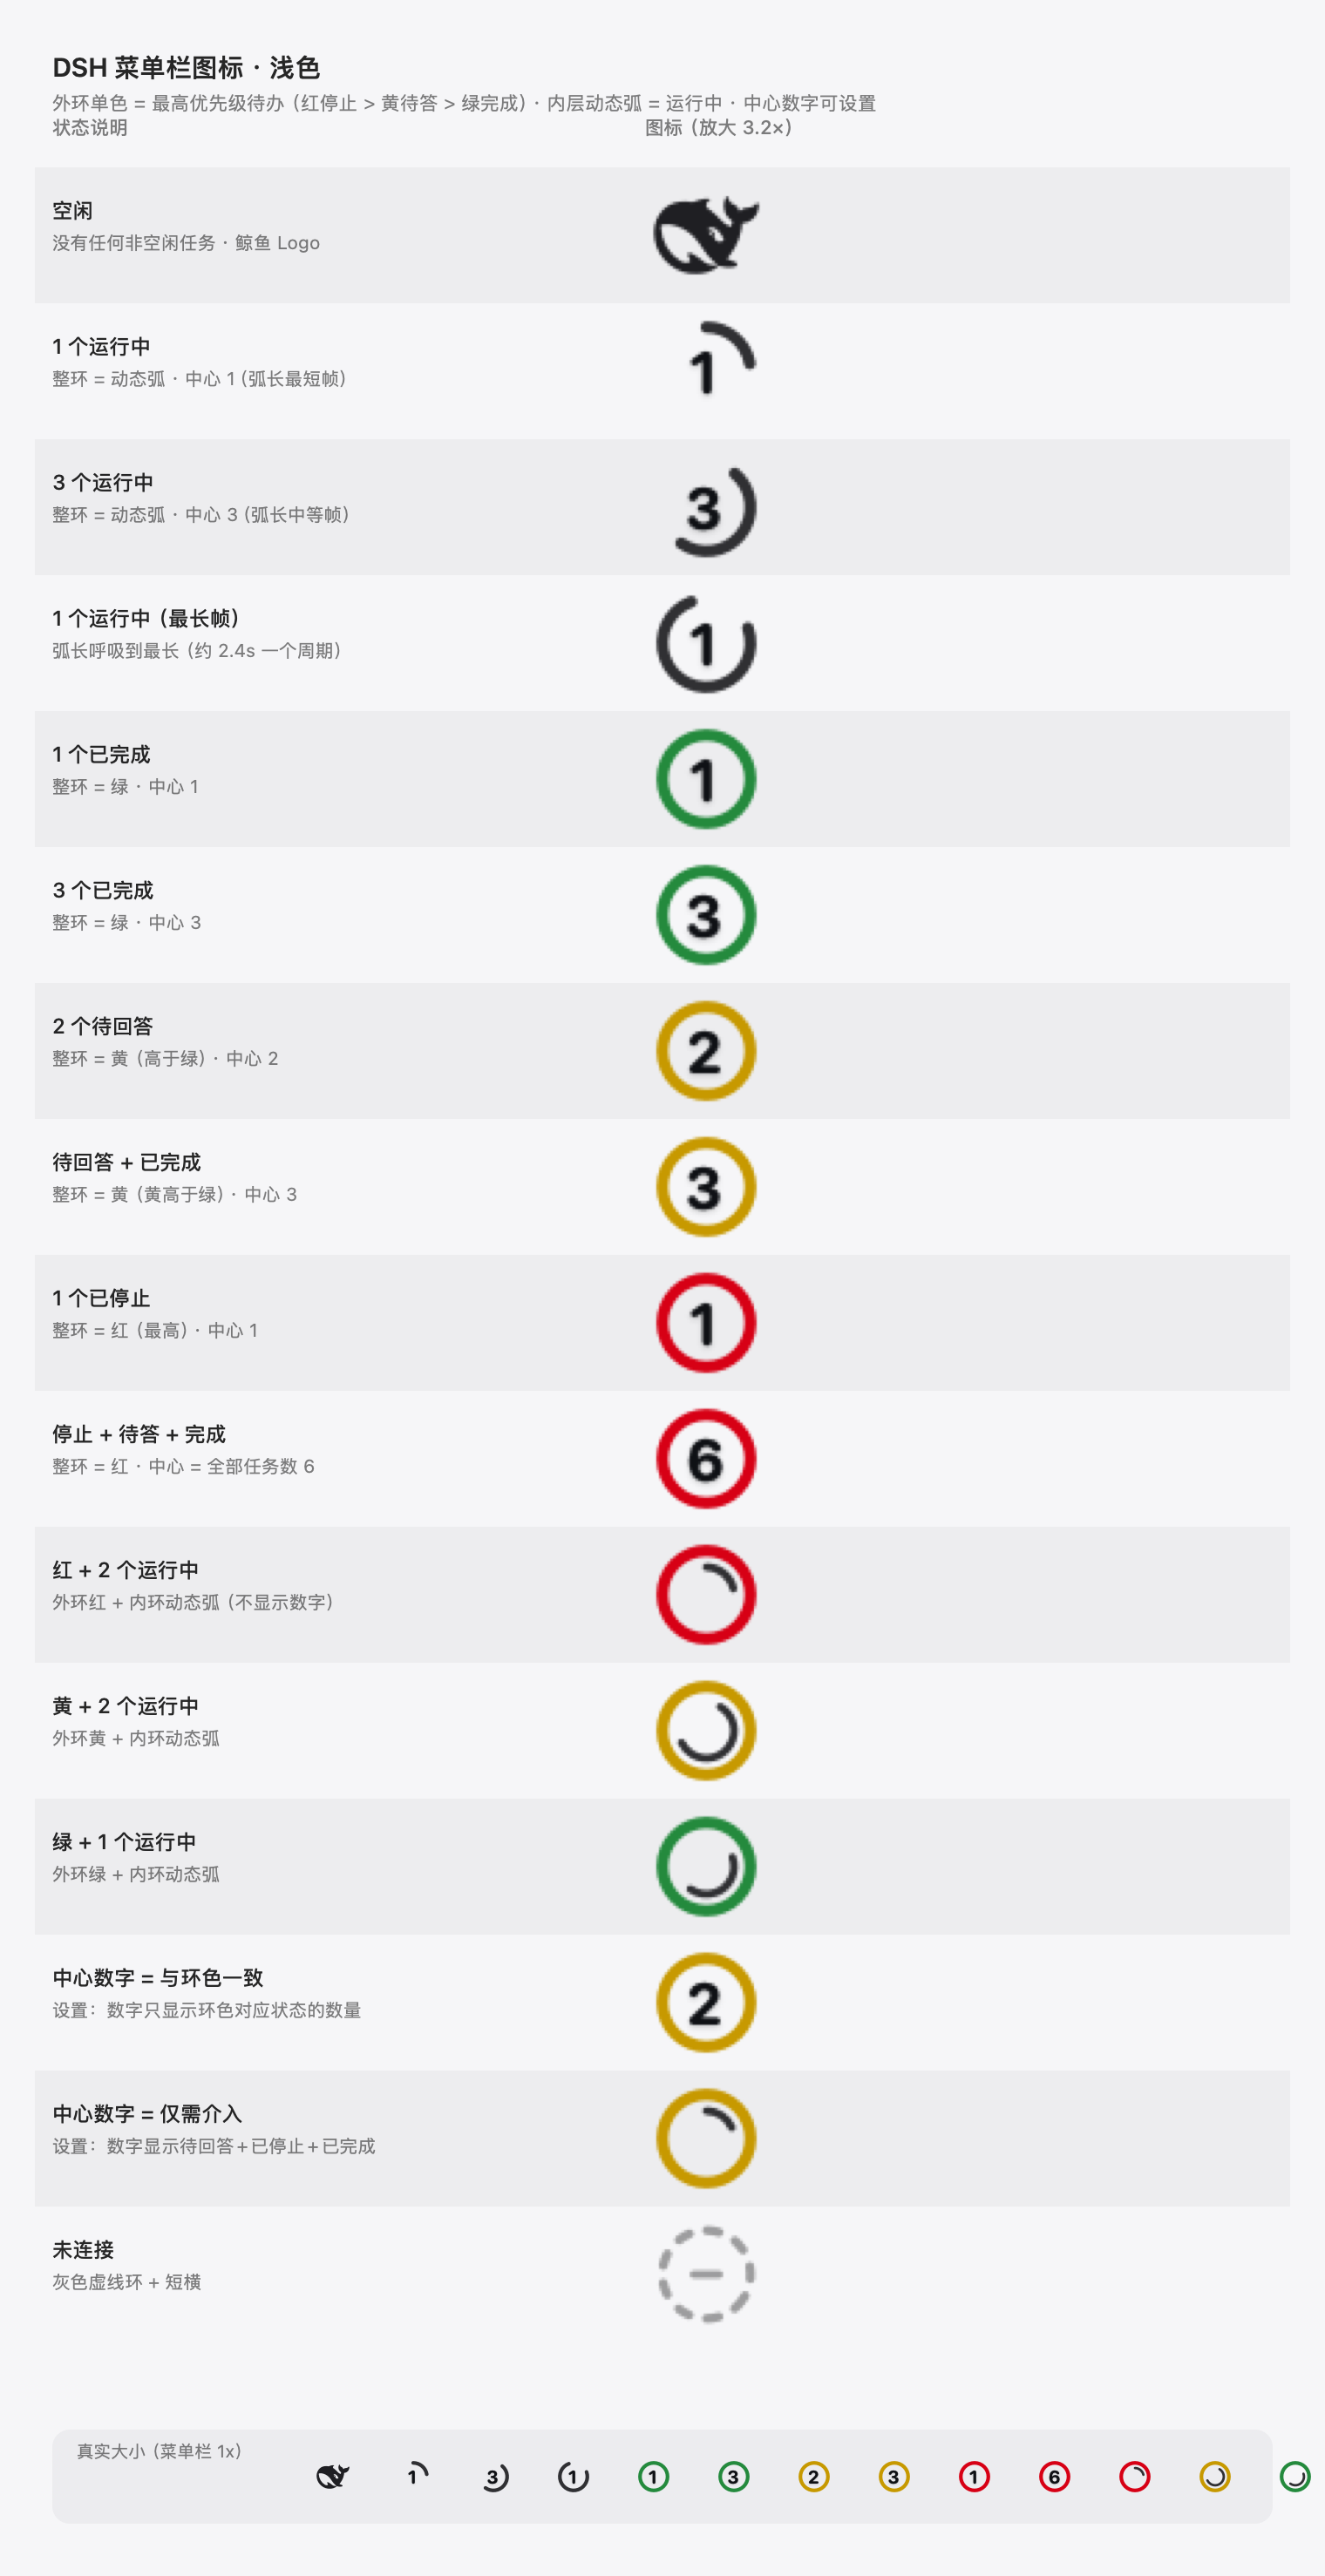 DSH 菜单栏图标 · 浅色
外环单色 = 最高优先级待办（红停止 > 黄待答 > 绿完成）· 内层动态弧 = 运行中 · 中心数字可设置
状态说明
图标（放大 3.2×）
空闲
没有任何非空闲任务 · 鲸鱼 Logo
1 个运行中
整环 = 动态弧 · 中心 1（弧长最短帧）
1
3 个运行中
整环 = 动态弧 · 中心 3（弧长中等帧）
3
1 个运行中（最长帧）
弧长呼吸到最长（约 2.4s 一个周期）
1
1 个已完成
整环 = 绿 · 中心 1
1
3 个已完成
整环 = 绿 · 中心 3
3
2 个待回答
整环 = 黄（高于绿）· 中心 2
2
待回答 + 已完成
整环 = 黄（黄高于绿）· 中心 3
3
1 个已停止
整环 = 红（最高）· 中心 1
1
停止 + 待答 + 完成
整环 = 红 · 中心 = 全部任务数 6
6
红 + 2 个运行中
外环红 + 内环动态弧（不显示数字）
黄 + 2 个运行中
外环黄 + 内环动态弧
绿 + 1 个运行中
外环绿 + 内环动态弧
中心数字 = 与环色一致
设置：数字只显示环色对应状态的数量
2
中心数字 = 仅需介入
设置：数字显示待回答+已停止+已完成
未连接
灰色虚线环 + 短横
真实大小（菜单栏 1x）
1 3 1 1 3 2 3 1 6